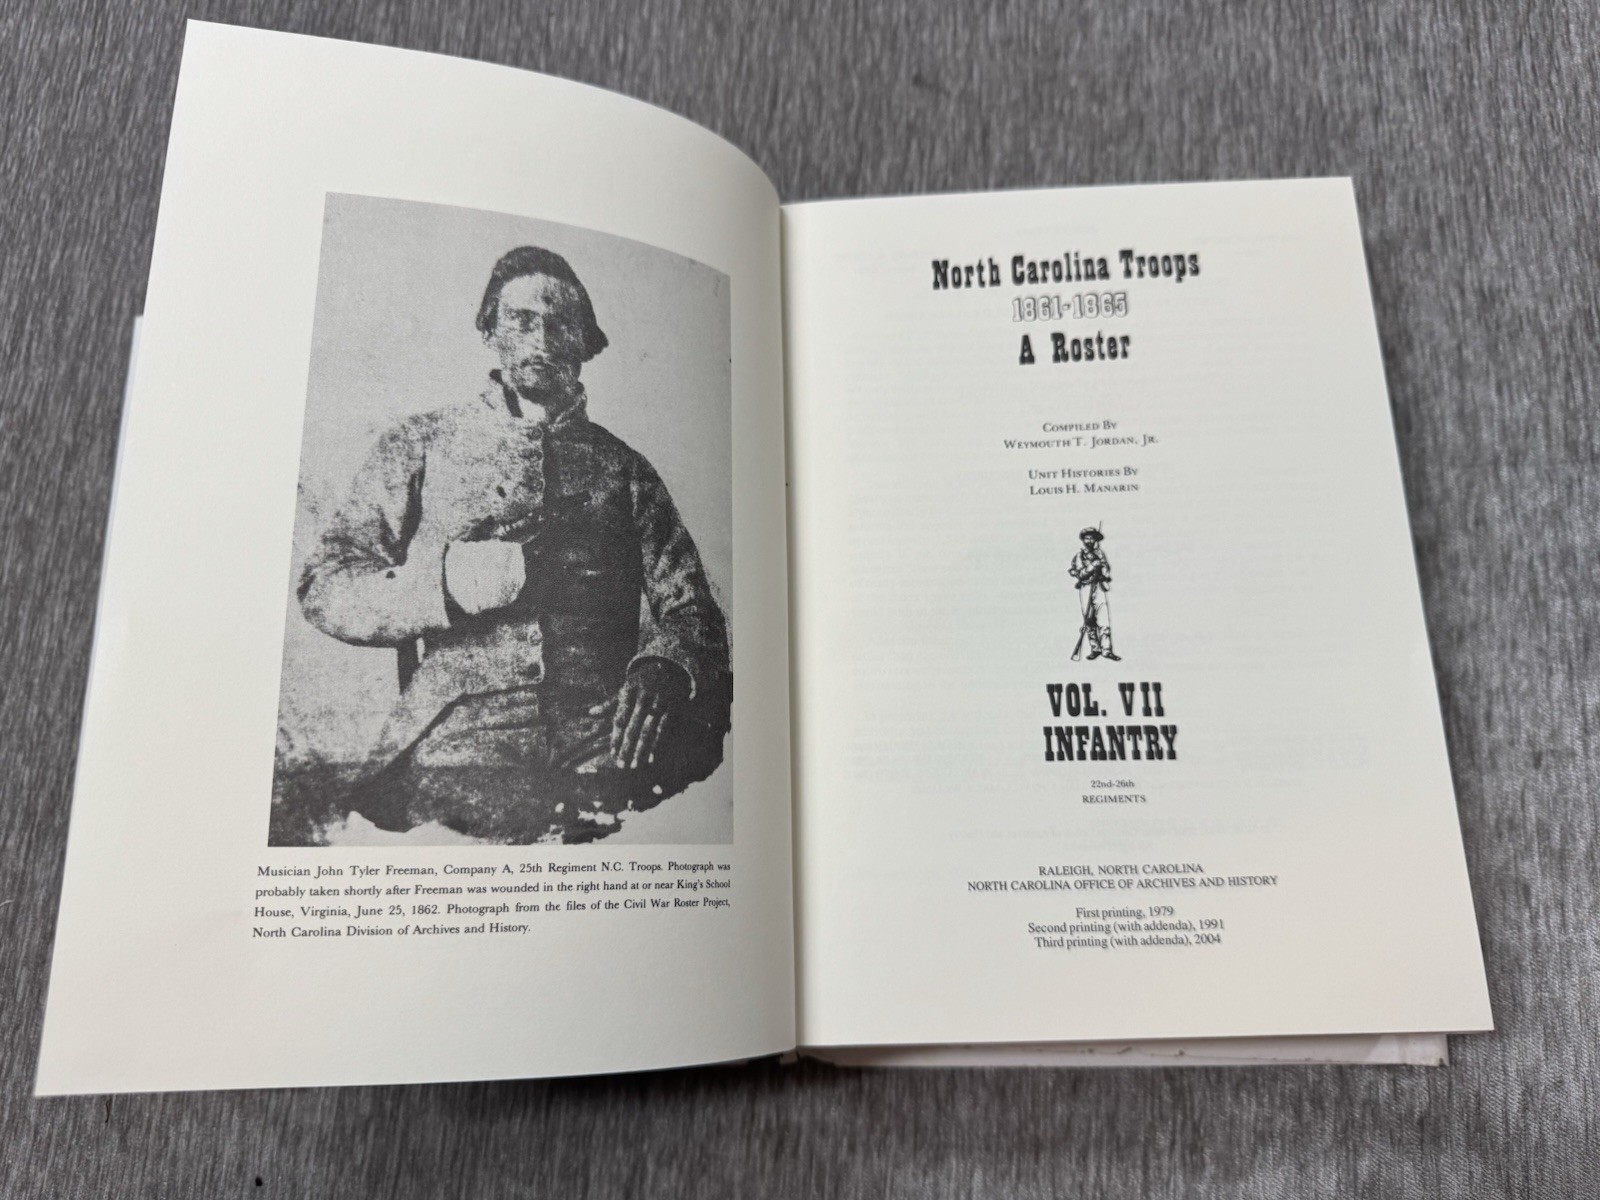 Musician John Tyler Freeman, Company A, 25th Regiment N.C. Troops. Photograph was
probably taken shortly after Freeman was wounded in the right hand at or near King's School
House, Virginia, June 25, 1862. Photograph from the files of the Civil War Roster Project,
North Carolina Division of Archives and History.
North Carolina Troops
1861-1865
A Roster
COMPILED BY
WEYMOUTH T. JORDAN, JR.
UNIT HISTORIES BY
LOUIS H. MANARIN
VOL. VII
INFANTRY
22nd-26th
REGIMENTS
RALEIGH, NORTH CAROLINA
NORTH CAROLINA OFFICE OF ARCHIVES AND HISTORY
First printing, 1979
Second printing (with addenda), 1991
Third printing (with addenda), 2004